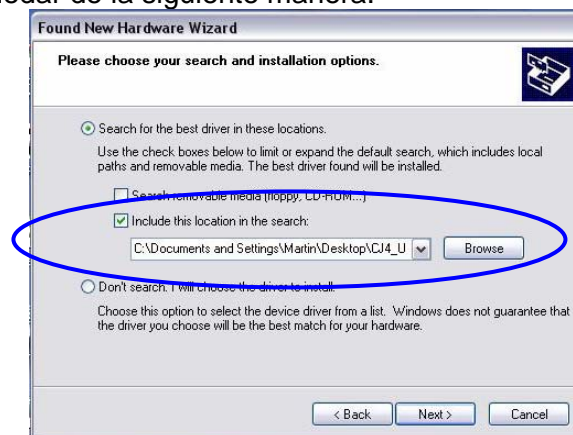 edar de la siguiente manera:
Found New Hardware Wizard
Please choose your search and installation options.
Search for the best driver in these locations.
Use the check boxes below to limit or expand the default search, which includes local
paths and removable media. The best driver found will be installed.
Search removable media (floppy, CD-ROM...)
Include this location in the search:
C:\Documents and Settings\Martin\Desktop\CJ4_U
Browse
Don't search. I will choose the driver to install.
Choose this option to select the device driver from a list. Windows does not guarantee that
the driver you choose will be the best match for your hardware.
< Back
Next >
Cancel